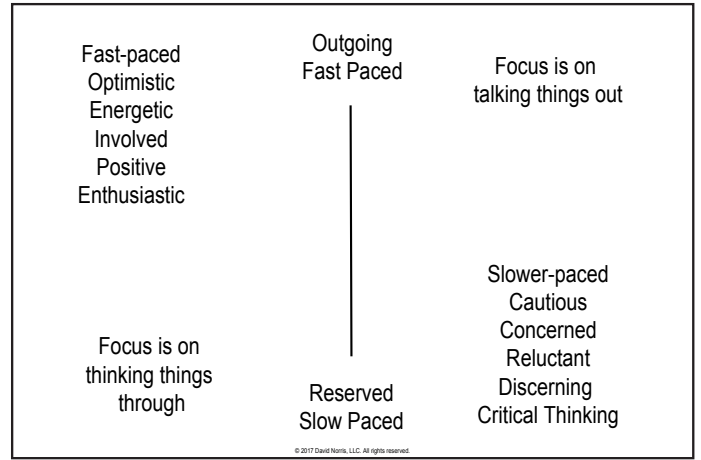 Fast-paced
Optimistic
Energetic
Involved
Positive
Enthusiastic
Outgoing
Fast Paced
Focus is on
talking things out
Focus is on
thinking things
through
Reserved
Slow Paced
Slower-paced
Cautious
Concerned
Reluctant
Discerning
Critical Thinking
© 2017 David Norris, LLC. All rights reserved.